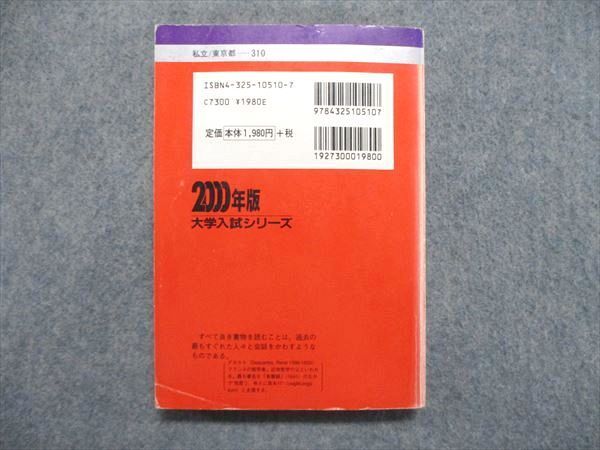 私立/東京都……310
ISBN4-325-10510-7
C7300 ¥1980E
定価 本体1,980円 +税
9784325105107
1927300019800
2000年版
大学入試シリーズ
すべて良き書物を読むことは、過去の
最もすぐれた人々と会話をかわすような
ものである。